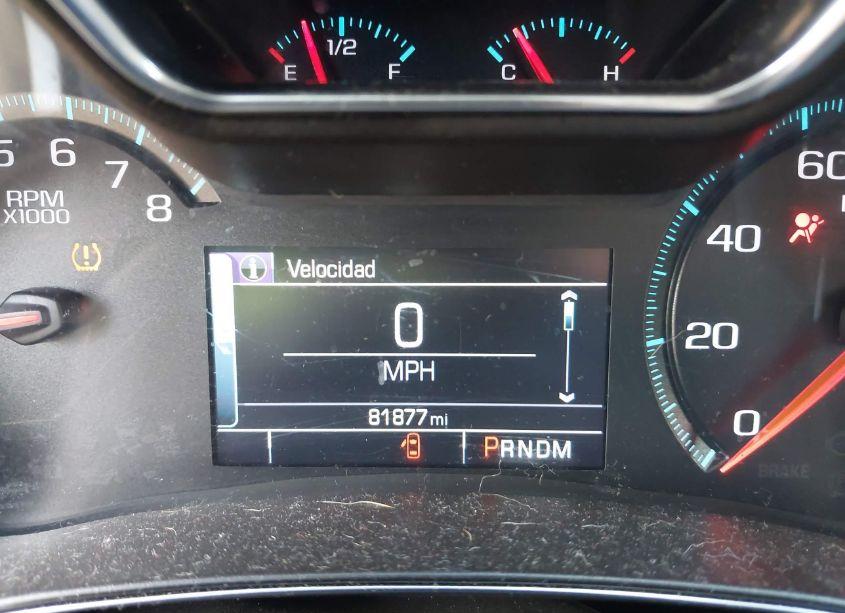 1/2
E F C H
5 6 7 8
RPM
X1000
60
40
20
0
Velocidad
0
MPH
81877 mi
PRNDM
BRAKE